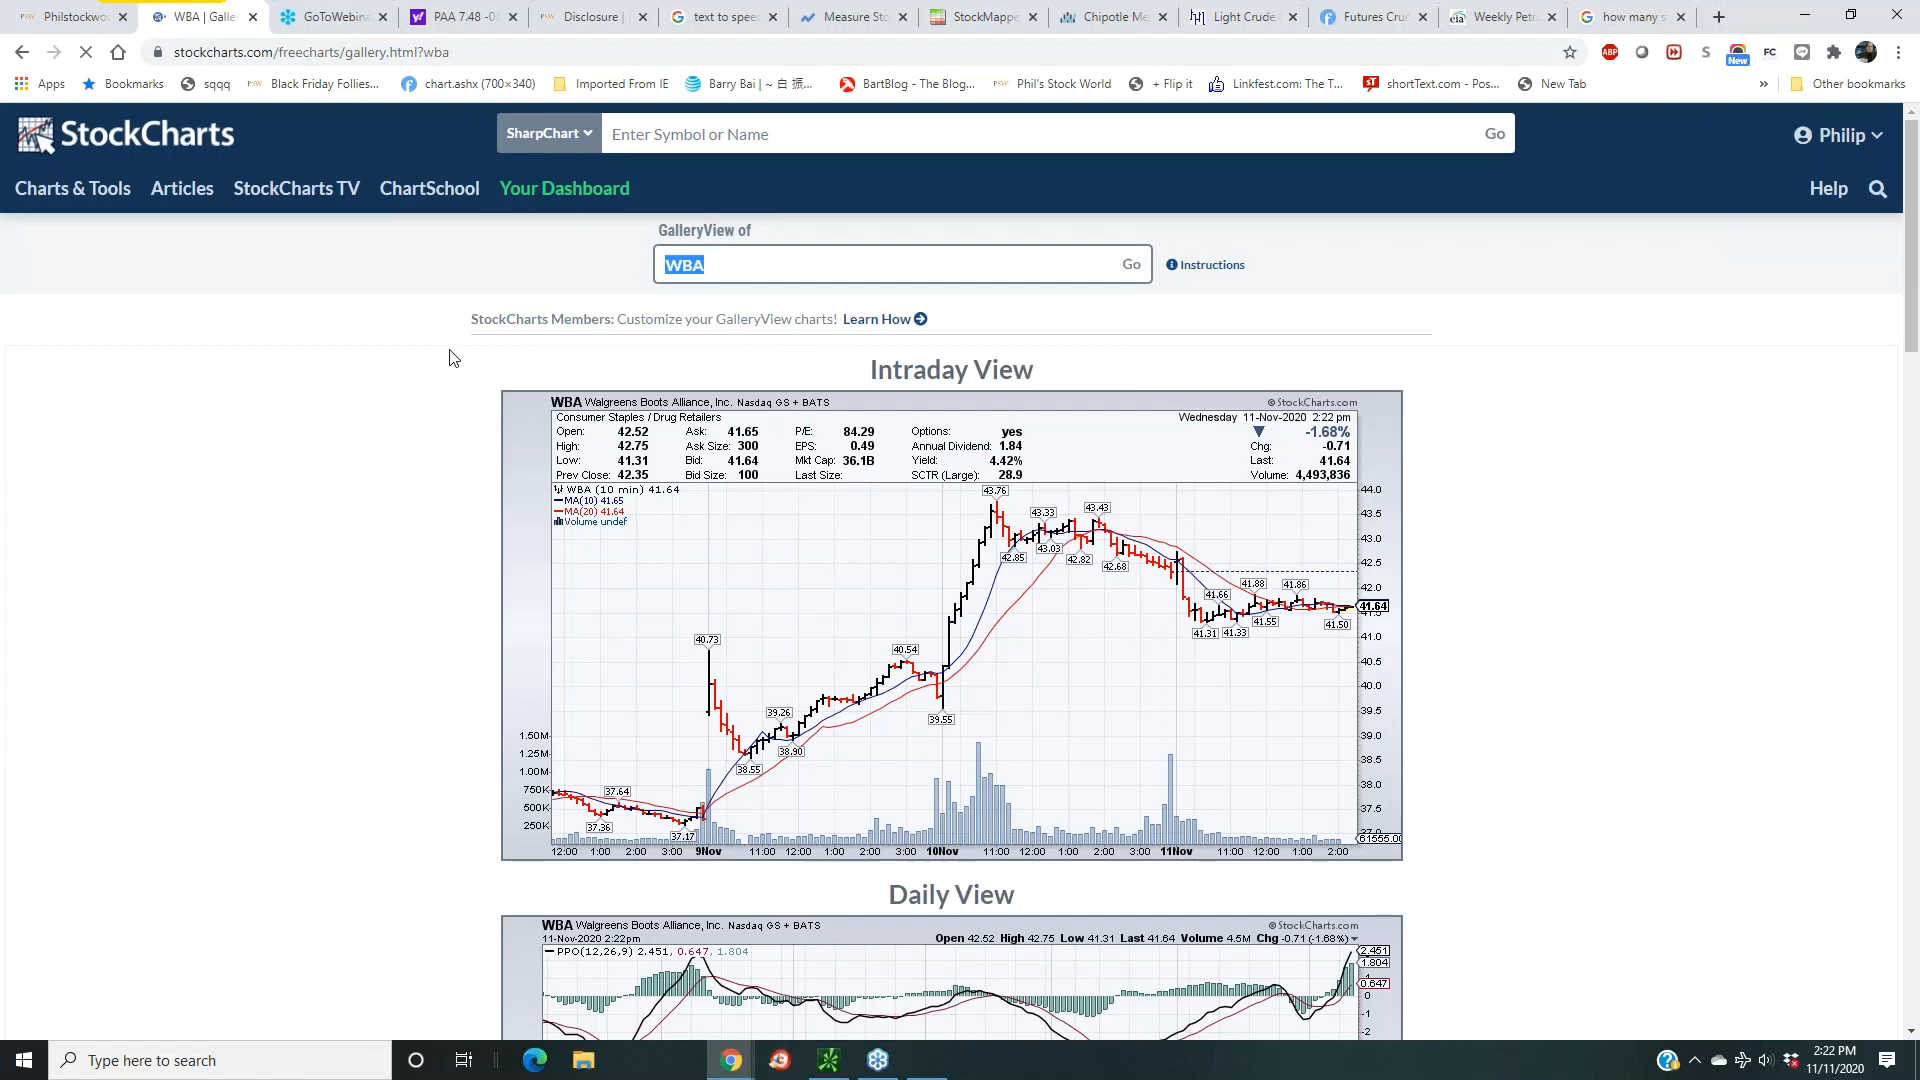 Philstockwo
WBA | Galle
GoToWebina
PAA 7.48 -0.
Disclosure |
text to spee
Measure Sto
StockMappe
Chipotle Me
Light Crude
Futures Cru
Weekly Petr
how many s
stockcharts.com/freecharts/gallery.html?wba
ABP
S
New
FC
Apps
Bookmarks
sqqq
Black Friday Follies...
chart.ashx (700×340)
Imported From IE
Barry Bai | ~ 白 振...
BartBlog - The Blog...
Phil's Stock World
+ Flip it
Linkfest.com: The T...
shortText.com - Pos...
New Tab
»
Other bookmarks
StockCharts
SharpChart
Enter Symbol or Name
Go
Philip
Charts & Tools
Articles
StockCharts TV
ChartSchool
Your Dashboard
Help
GalleryView of
WBA
Go
Instructions
StockCharts Members: Customize your GalleryView charts! Learn How
Intraday View
WBA Walgreens Boots Alliance, Inc. Nasdaq GS + BATS
© StockCharts.com
Consumer Staples / Drug Retailers
Wednesday 11-Nov-2020 2:22 pm
Open: 42.52 Ask: 41.65 P/E: 84.29 Options: yes -1.68%
High: 42.75 Ask Size: 300 EPS: 0.49 Annual Dividend: 1.84 Chg: -0.71
Low: 41.31 Bid: 41.64 Mkt Cap: 36.1B Yield: 4.42% Last: 41.64
Prev Close: 42.35 Bid Size: 100 Last Size: SCTR (Large): 28.9 Volume: 4,493,836
WBA (10 min) 41.64
MA(10) 41.65
MA(20) 41.64
Volume undef
44.0
43.5
43.0
42.5
42.0
41.64
41.5
41.0
40.5
40.0
39.5
39.0
38.5
38.0
37.5
37.0
61555.00
43.76
43.33
43.43
42.85
43.03
42.82
42.68
41.66
41.88
41.86
41.31
41.33
41.55
41.50
40.73
40.54
39.55
39.26
38.90
38.55
37.64
37.36
37.17
1.50M
1.25M
1.00M
750K
500K
250K
12:00 1:00 2:00 3:00 9Nov 11:00 12:00 1:00 2:00 3:00 10Nov 11:00 12:00 1:00 2:00 3:00 11Nov 11:00 12:00 1:00 2:00
Daily View
WBA Walgreens Boots Alliance, Inc. Nasdaq GS + BATS
© StockCharts.com
11-Nov-2020 2:22pm
Open 42.52 High 42.75 Low 41.31 Last 41.64 Volume 4.5M Chg -0.71 (-1.68%)
PPO(12,26,9) 2.451, 0.647, 1.804
2.451
1.804
1
0.647
0
-1
-2
Type here to search
2:22 PM
11/11/2020